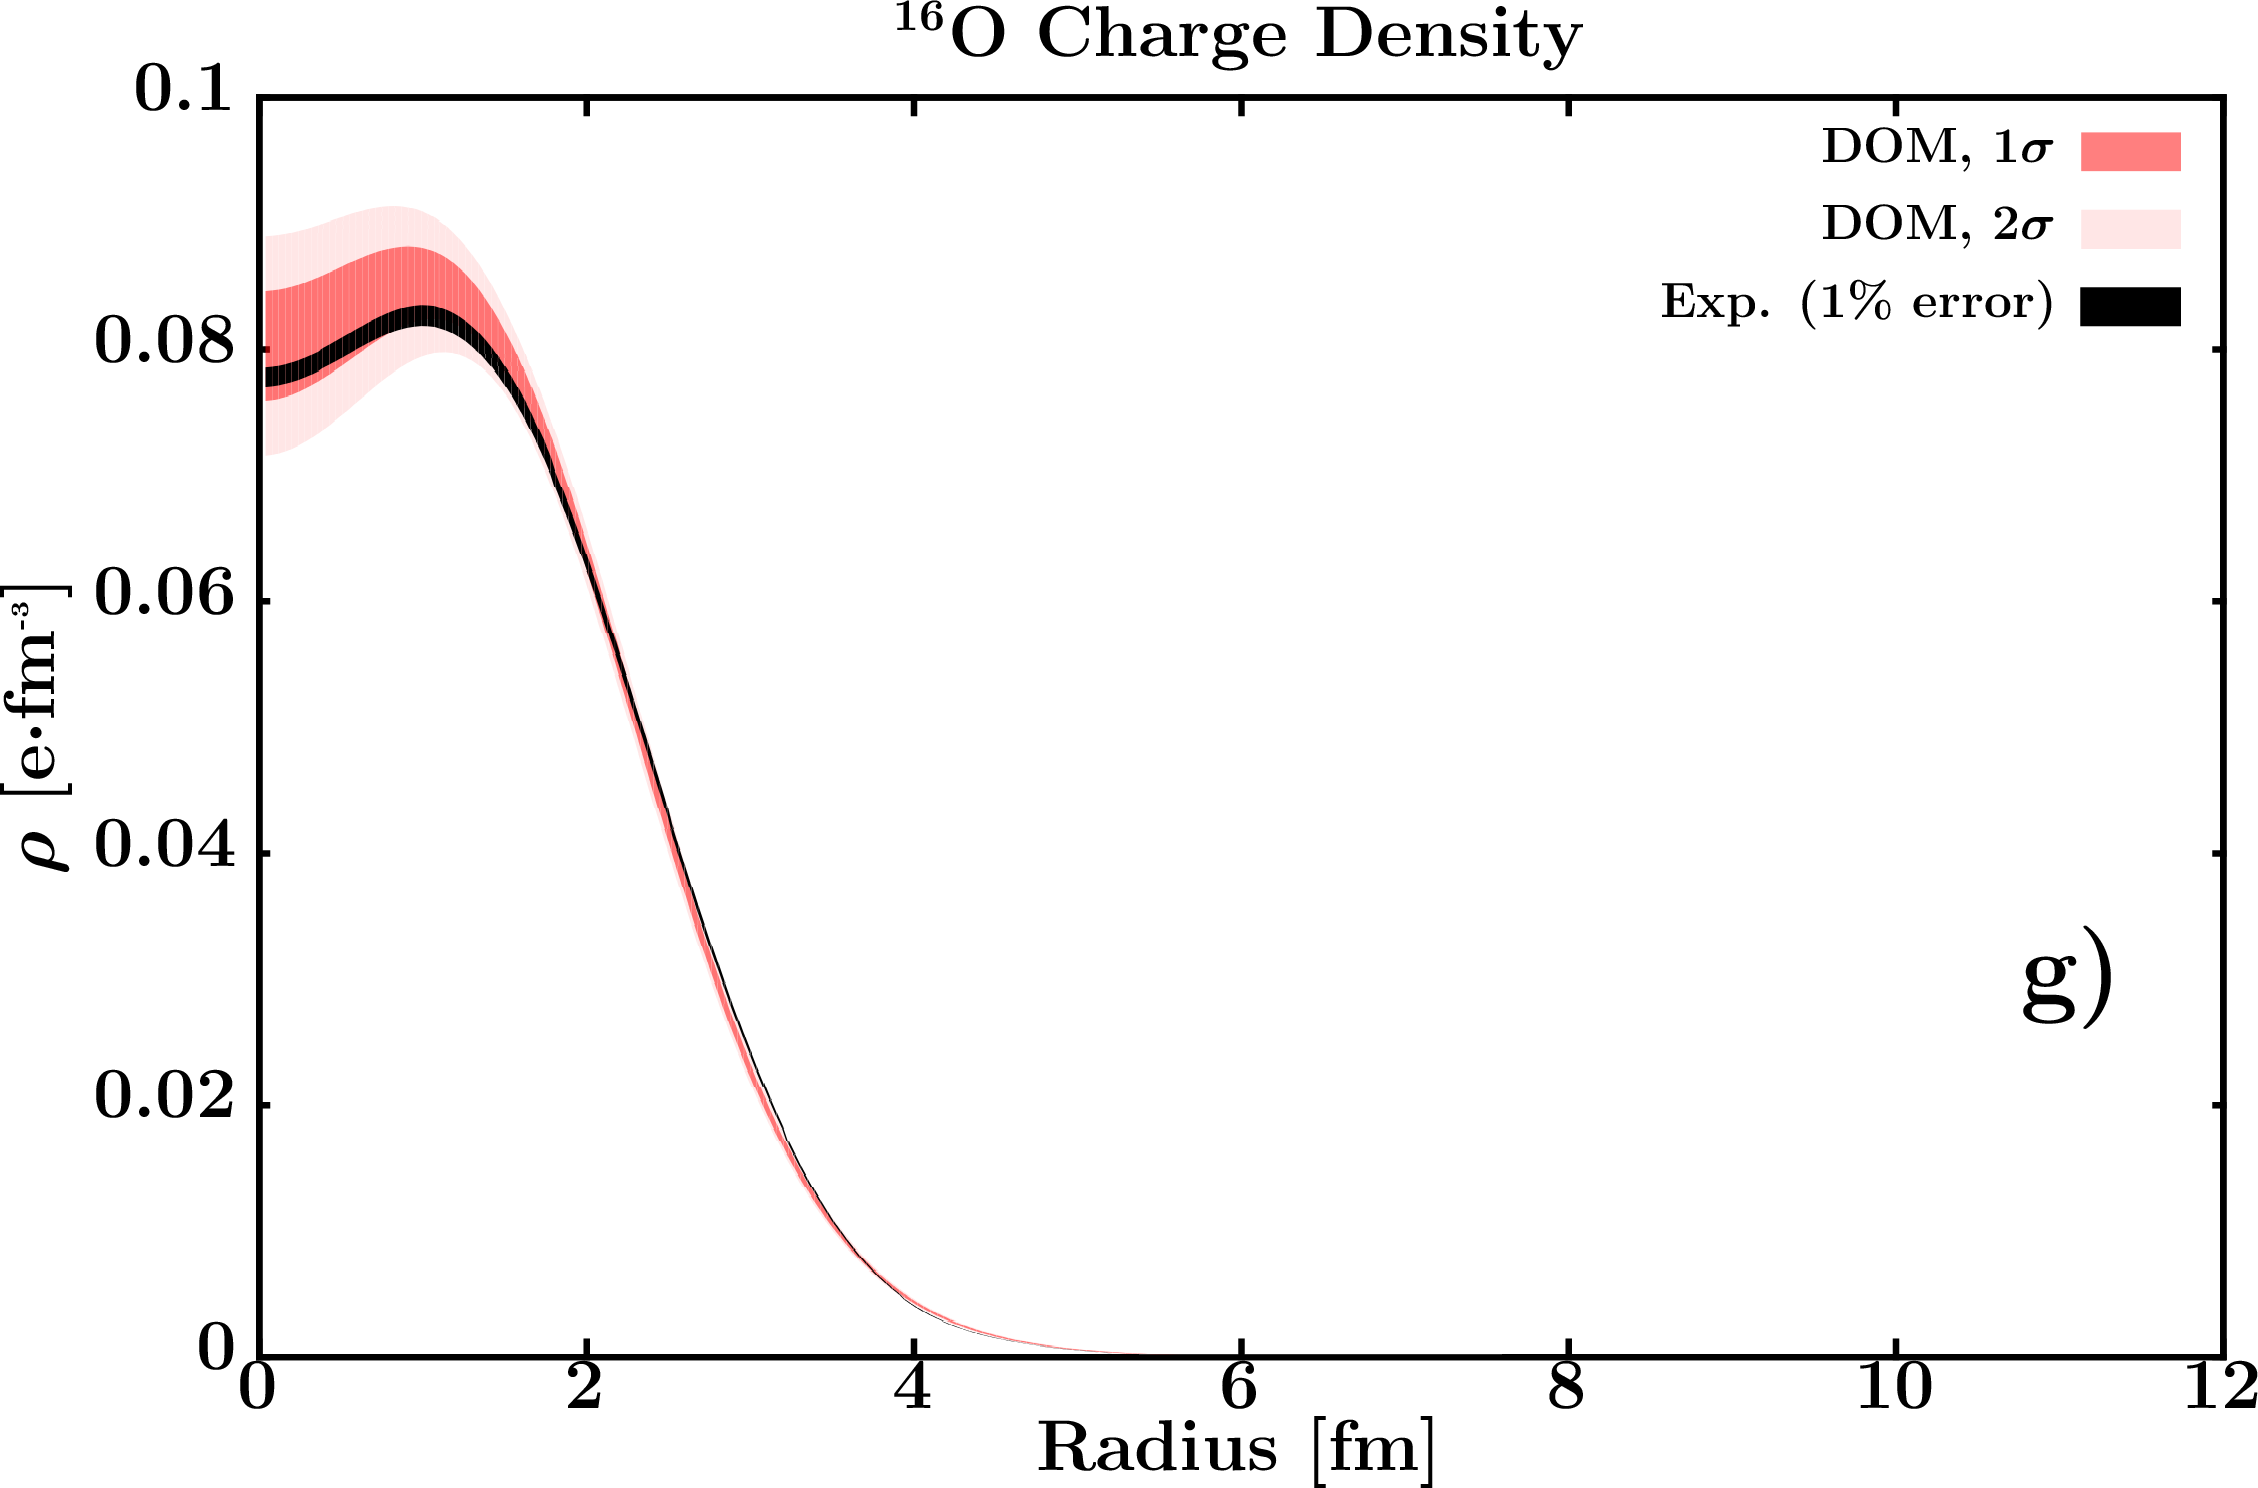 ¹⁶O Charge Density
0.1
0.08
0.06
0.04
0.02
0
ρ [e·fm⁻³]
DOM, 1σ
DOM, 2σ
Exp. (1% error)
g)
0 2 4 6 8 10 12
Radius [fm]